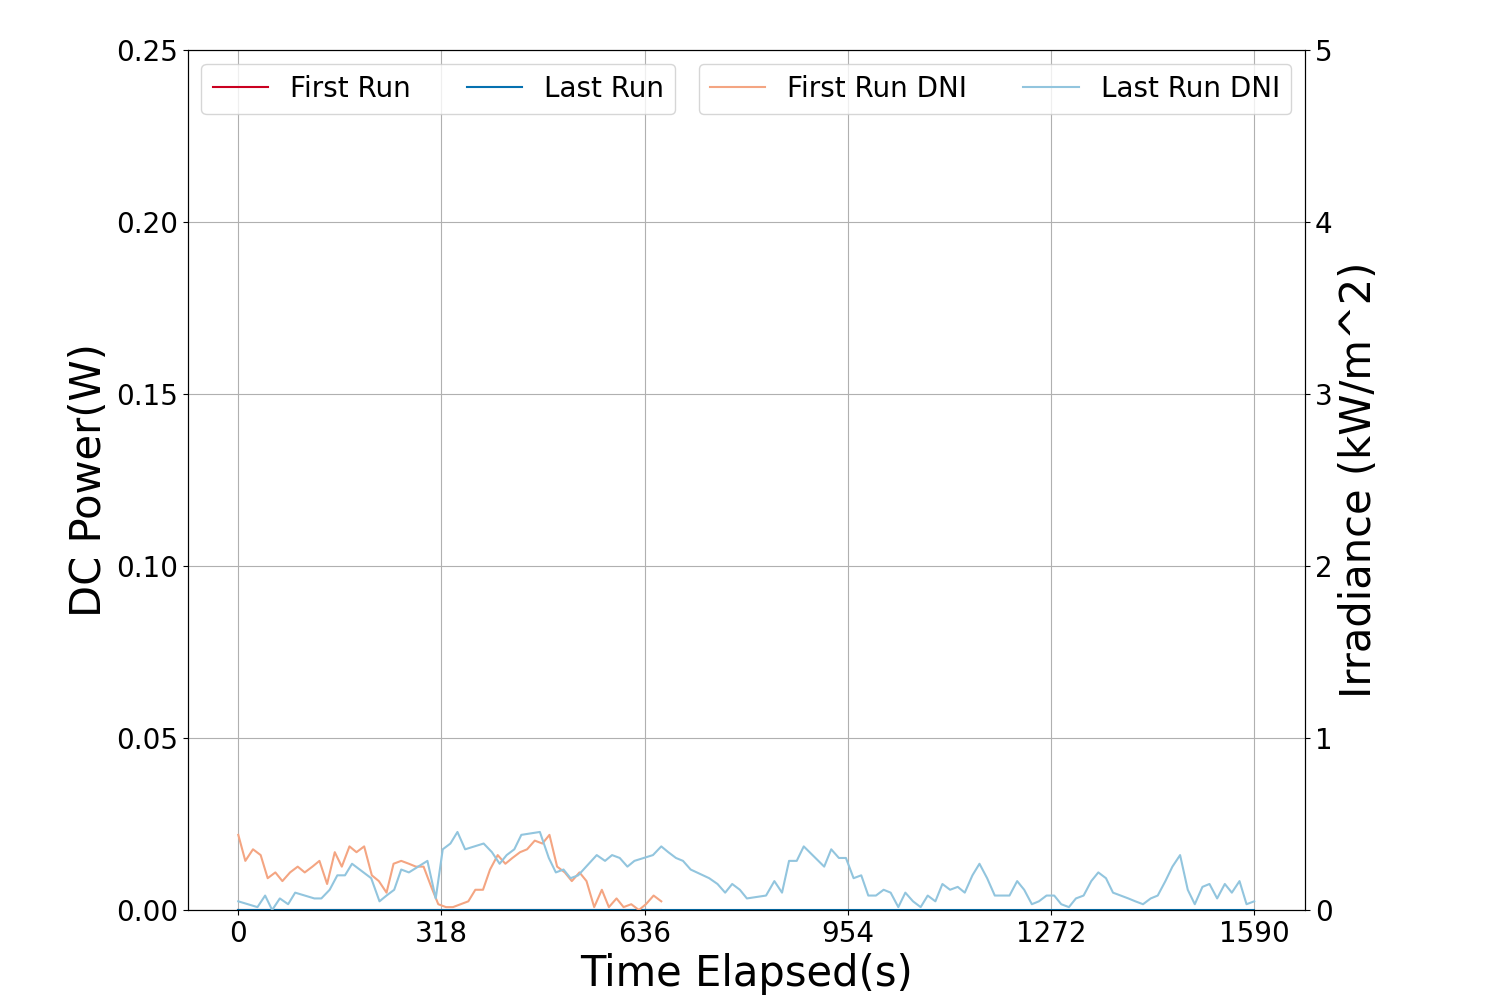 First Run
Last Run
First Run DNI
Last Run DNI
DC Power(W)
0.25
0.20
0.15
0.10
0.05
0.00
5
4
3
2
1
0
Irradiance (kW/m^2)
0 318 636 954 1272 1590
Time Elapsed(s)